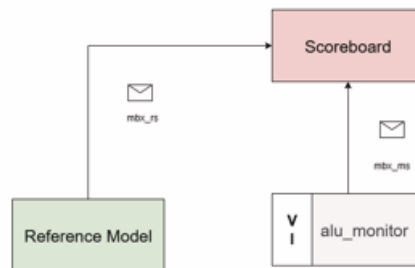 Scoreboard
mbx_rs
mbx_ms
Reference Model
V
I
alu_monitor